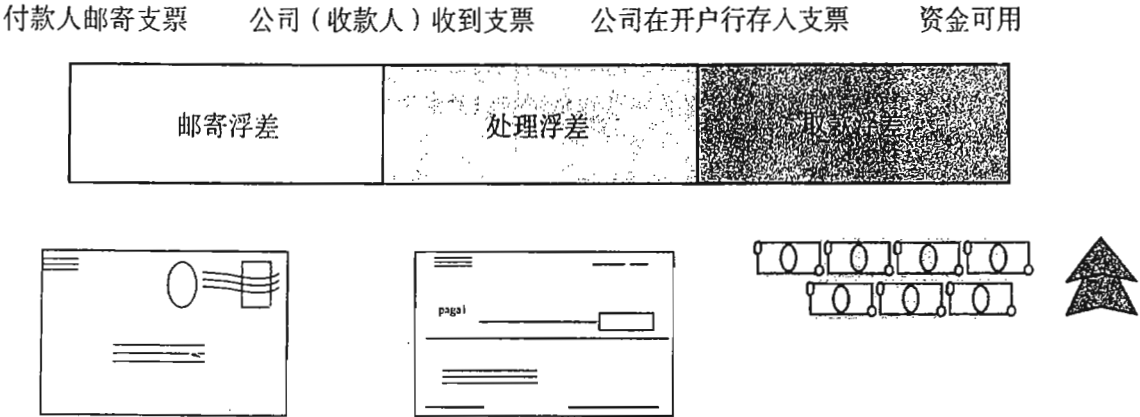 付款人邮寄支票 公司（收款人）收到支票 公司在开户行存入支票 资金可用
邮寄浮差 处理浮差 取款浮差
pagai